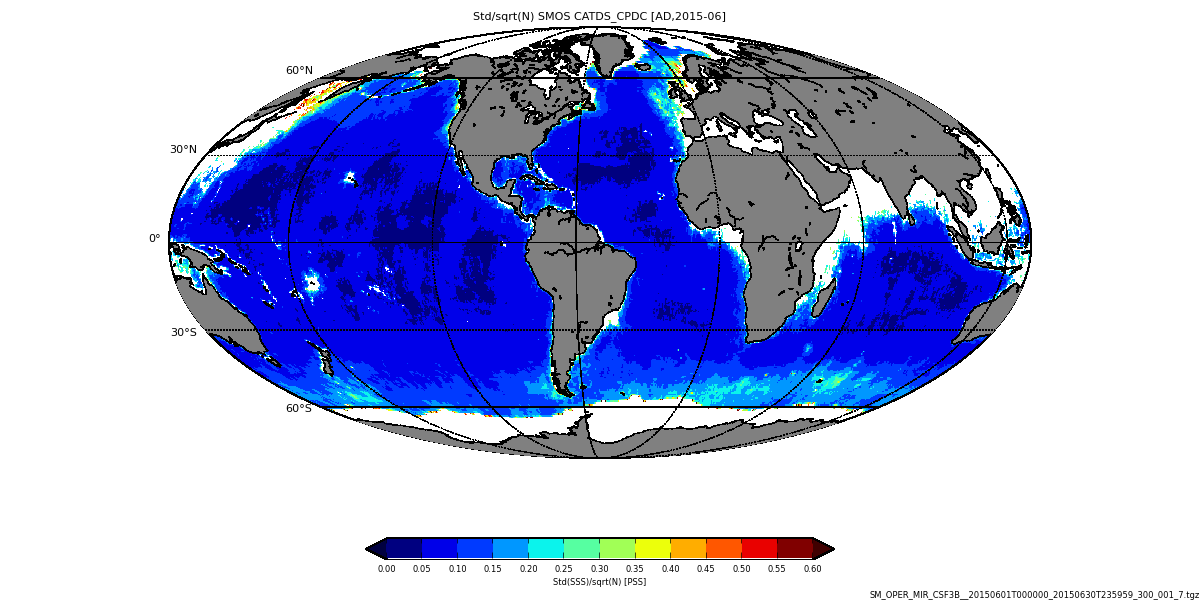 Std/sqrt(N) SMOS CATDS_CPDC [AD,2015-06]
60°N
30°N
0°
30°S
60°S
0.00 0.05 0.10 0.15 0.20 0.25 0.30 0.35 0.40 0.45 0.50 0.55 0.60
Std(SSS)/sqrt(N) [PSS]
SM_OPER_MIR_CSF3B__20150601T000000_20150630T235959_300_001_7.tgz